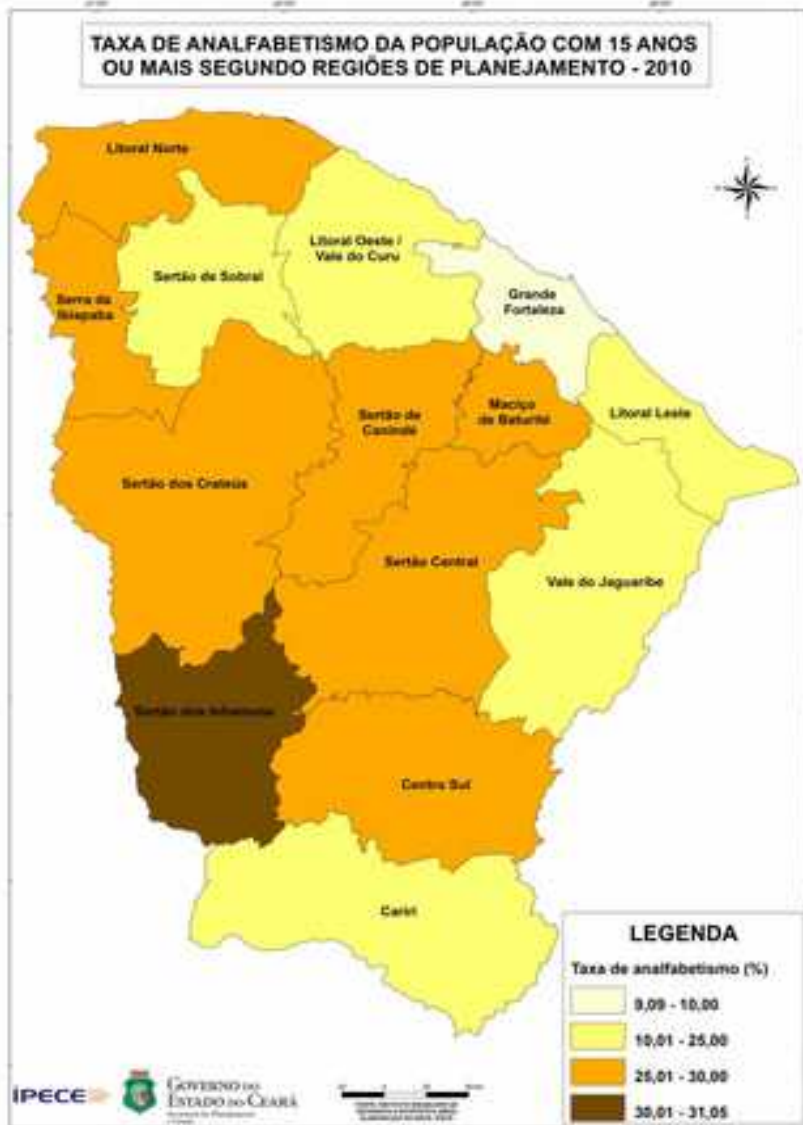 TAXA DE ANALFABETISMO DA POPULAÇÃO COM 15 ANOS
OU MAIS SEGUNDO REGIÕES DE PLANEJAMENTO - 2010
Litoral Norte
Litoral Oeste /
Vale do Curu
Sertão de Sobral
Grande
Fortaleza
Serra da
Ibiapaba
Maciço
de Baturité
Litoral Leste
Sertão de
Canindé
Sertão dos Crateús
Sertão Central
Vale do Jaguaribe
Sertão dos Inhamuns
Centro Sul
Cariri
LEGENDA
Taxa de analfabetismo (%)
9,09 - 10,00
10,01 - 25,00
25,01 - 30,00
30,01 - 31,05
IPECE
GOVERNO DO
ESTADO DO CEARÁ